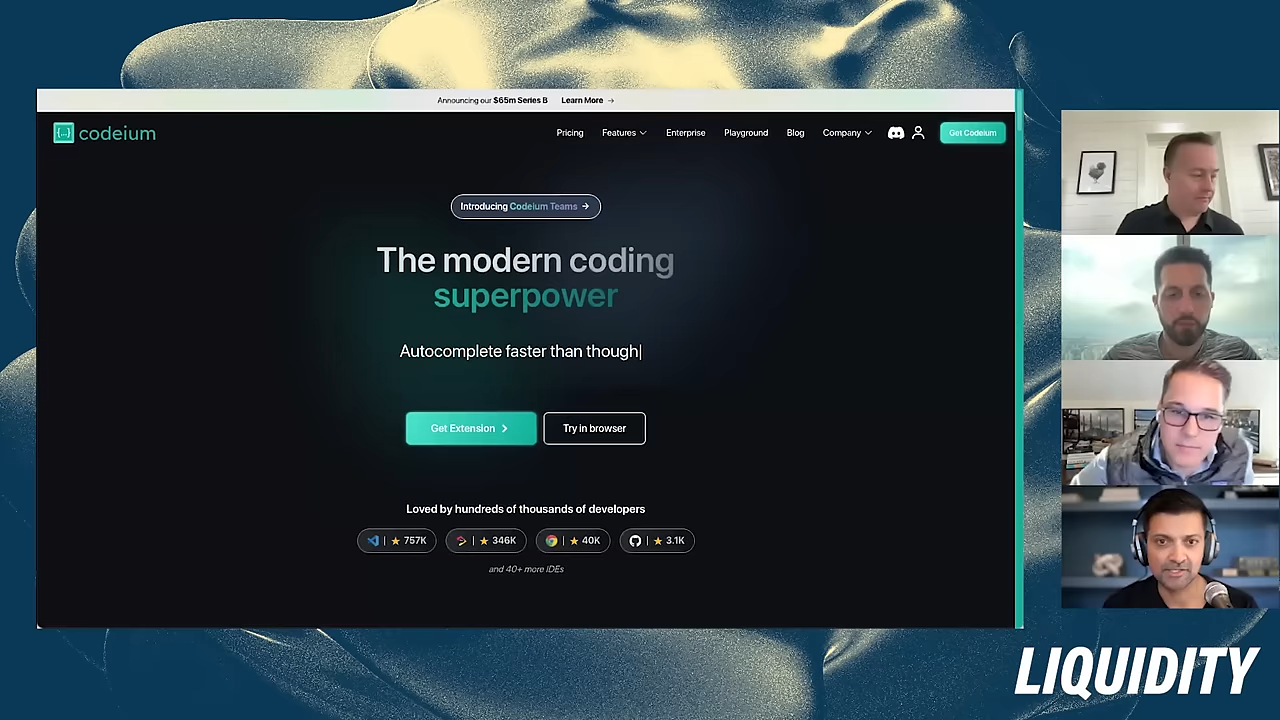 Announcing our $65m Series B Learn More →
{...} codeium
Pricing Features Enterprise Playground Blog Company Get Codeium
Introducing Codeium Teams →
The modern coding
superpower
Autocomplete faster than though|
Get Extension Try in browser
Loved by hundreds of thousands of developers
757K 346K 40K 3.1K
and 40+ more IDEs
LIQUIDITY